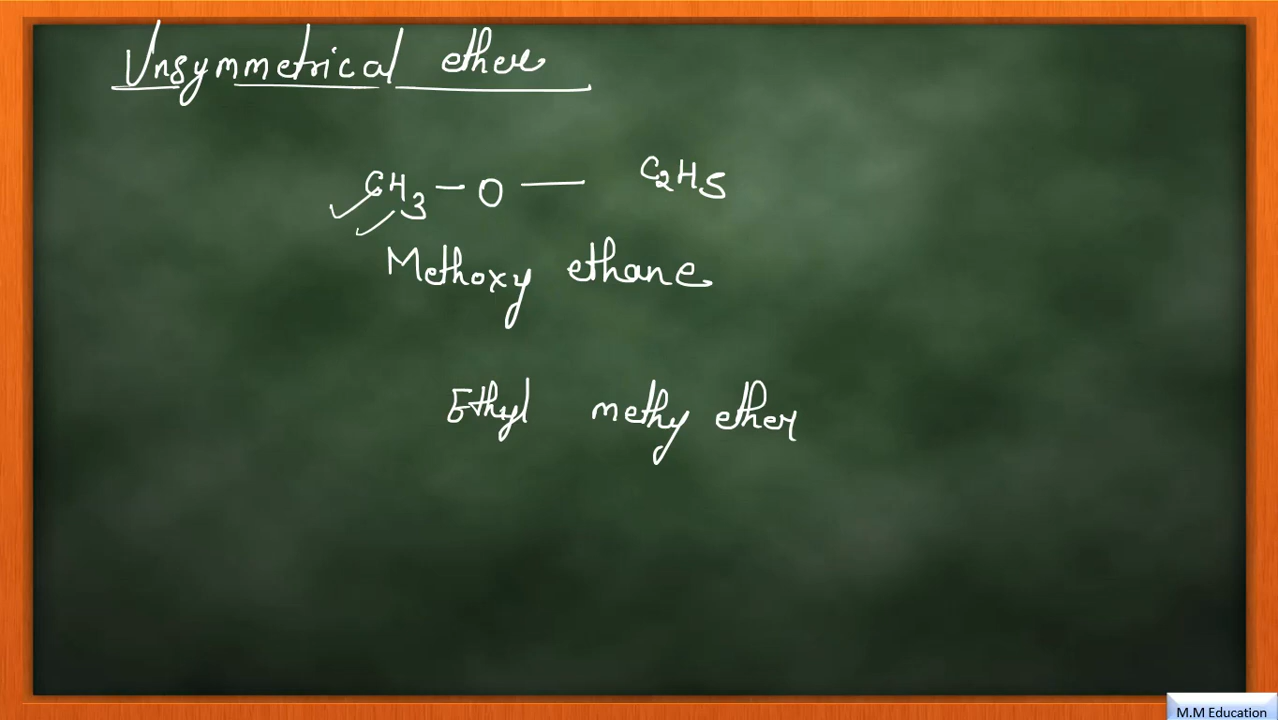 Unsymmetrical ether
CH3 — O — C2H5
Methoxy ethane
Ethyl methy ether
M.M Education